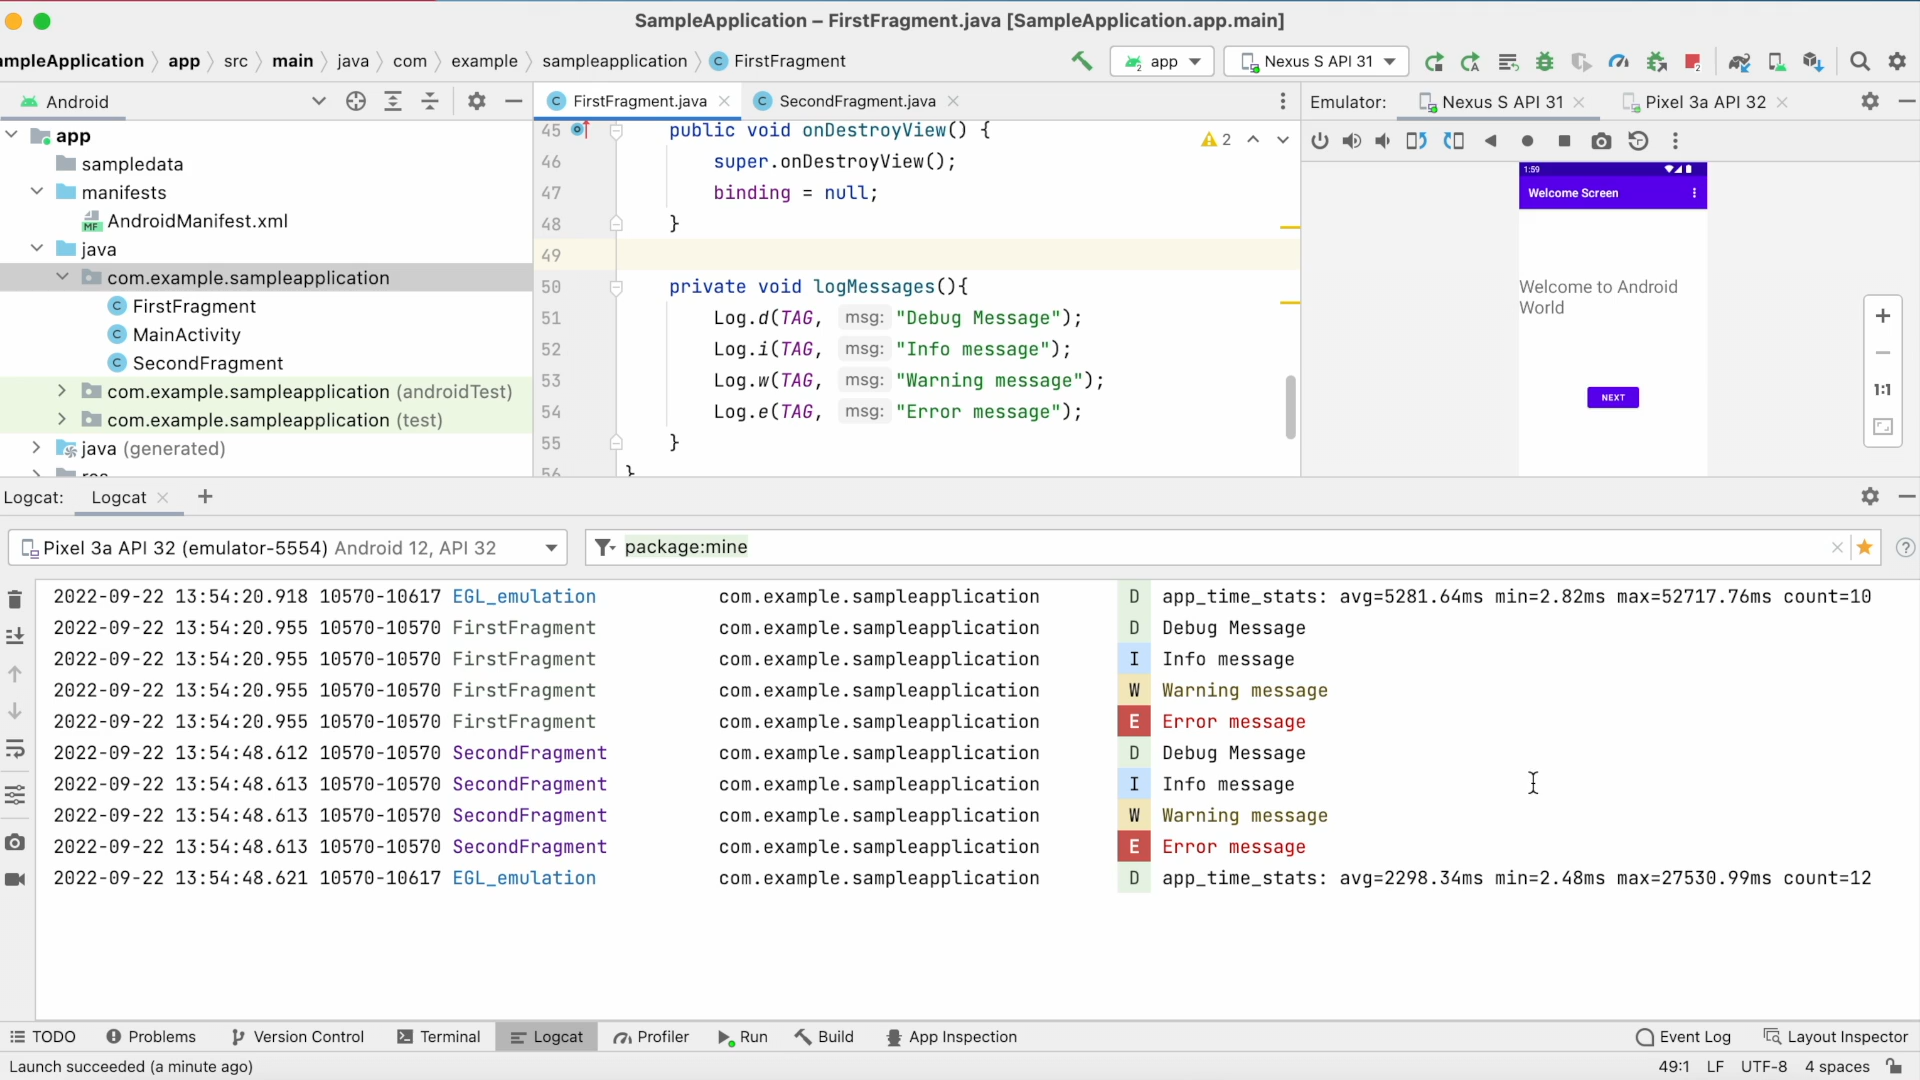 SampleApplication – FirstFragment.java [SampleApplication.app.main]
mpleApplication app src main java com example sampleapplication C FirstFragment
app Nexus S API 31
Android
FirstFragment.java SecondFragment.java
Emulator: Nexus S API 31 Pixel 3a API 32
app
sampledata
manifests
AndroidManifest.xml
java
com.example.sampleapplication
C FirstFragment
C MainActivity
C SecondFragment
com.example.sampleapplication (androidTest)
com.example.sampleapplication (test)
java (generated)
45 public void onDestroyView() {
2
46 super.onDestroyView();
47 binding = null;
48 }
49
50 private void logMessages(){
51 Log.d(TAG, msg: "Debug Message");
52 Log.i(TAG, msg: "Info message");
53 Log.w(TAG, msg: "Warning message");
54 Log.e(TAG, msg: "Error message");
55 }
56 }
1:59
Welcome Screen
Welcome to Android
World
NEXT
1:1
Logcat: Logcat
Pixel 3a API 32 (emulator-5554) Android 12, API 32
package:mine
2022-09-22 13:54:20.918 10570-10617 EGL_emulation com.example.sampleapplication D app_time_stats: avg=5281.64ms min=2.82ms max=52717.76ms count=10
2022-09-22 13:54:20.955 10570-10570 FirstFragment com.example.sampleapplication D Debug Message
2022-09-22 13:54:20.955 10570-10570 FirstFragment com.example.sampleapplication I Info message
2022-09-22 13:54:20.955 10570-10570 FirstFragment com.example.sampleapplication W Warning message
2022-09-22 13:54:20.955 10570-10570 FirstFragment com.example.sampleapplication E Error message
2022-09-22 13:54:48.612 10570-10570 SecondFragment com.example.sampleapplication D Debug Message
2022-09-22 13:54:48.613 10570-10570 SecondFragment com.example.sampleapplication I Info message
2022-09-22 13:54:48.613 10570-10570 SecondFragment com.example.sampleapplication W Warning message
2022-09-22 13:54:48.613 10570-10570 SecondFragment com.example.sampleapplication E Error message
2022-09-22 13:54:48.621 10570-10617 EGL_emulation com.example.sampleapplication D app_time_stats: avg=2298.34ms min=2.48ms max=27530.99ms count=12
TODO Problems Version Control Terminal Logcat Profiler Run Build App Inspection Event Log Layout Inspector
Launch succeeded (a minute ago) 49:1 LF UTF-8 4 spaces